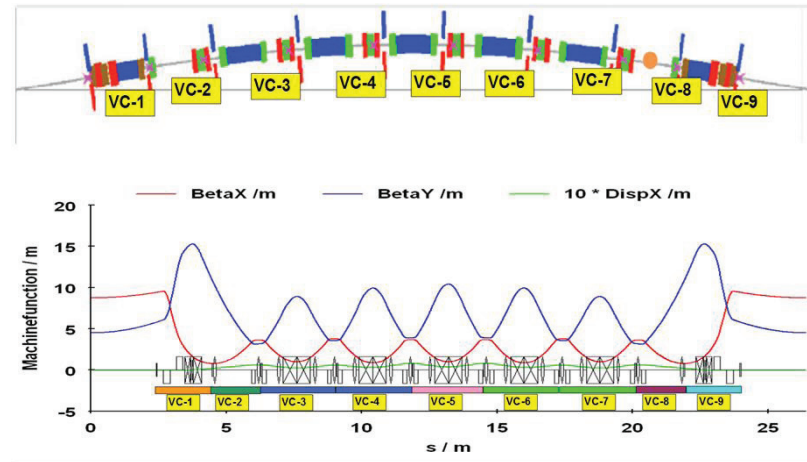 VC-1 VC-2 VC-3 VC-4 VC-5 VC-6 VC-7 VC-8 VC-9
BetaX /m BetaY /m 10 * DispX /m
Machinefunction / m
20
15
10
5
0
−5
VC-1 VC-2 VC-3 VC-4 VC-5 VC-6 VC-7 VC-8 VC-9
0 5 10 15 20 25
s / m